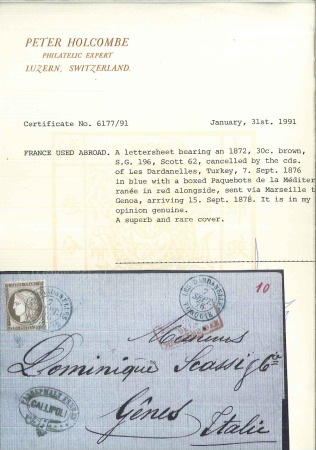 PETER HOLCOMBE
PHILATELIC EXPERT
LUZERN, SWITZERLAND.
Certificate No. 6177/91 January, 31st. 1991
FRANCE USED ABROAD. A lettersheet bearing an 1872, 30c. brown,
S.G. 196, Scott 62, cancelled by the cds.
of Les Dardanelles, Turkey, 7. Sept. 1876
in blue with a boxed Paquebots de la Méditer
ranée in red alongside, sent via Marseille t
Genoa, arriving 15. Sept. 1878. It is in my
opinion genuine.
A superb and rare cover.
10
Messieurs
Dominique Scassi & Cie
GALLIPOLI
Gênes
Italie